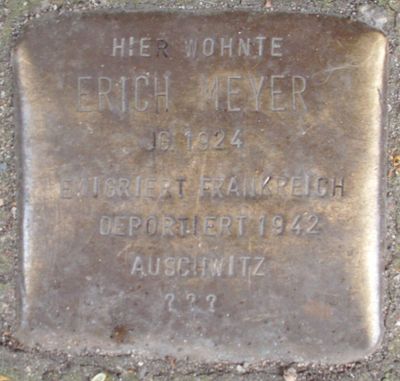 HIER WOHNTE
ERICH MEYER
JG. 1924
EMIGRIERT FRANKREICH
DEPORTIERT 1942
AUSCHWITZ
???